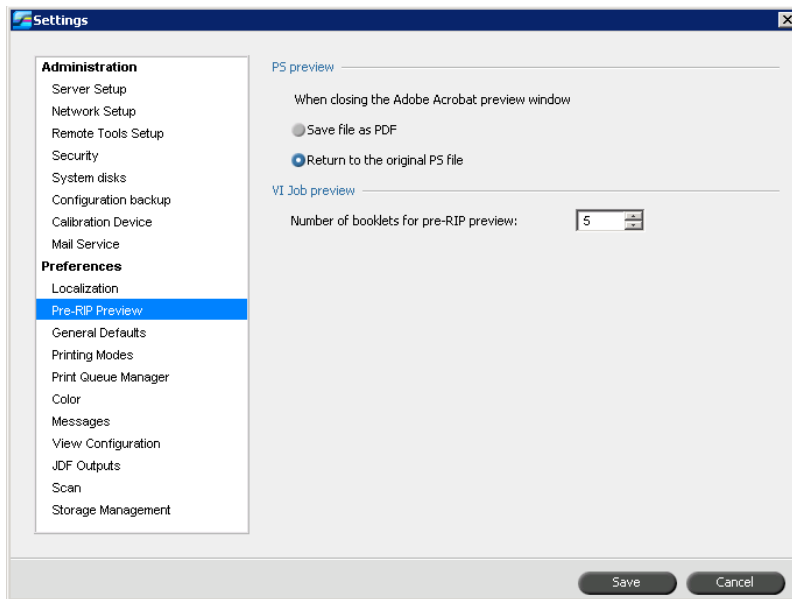 Settings
Administration
Server Setup
Network Setup
Remote Tools Setup
Security
System disks
Configuration backup
Calibration Device
Mail Service
Preferences
Localization
Pre-RIP Preview
General Defaults
Printing Modes
Print Queue Manager
Color
Messages
View Configuration
JDF Outputs
Scan
Storage Management
PS preview
When closing the Adobe Acrobat preview window
Save file as PDF
Return to the original PS file
VI Job preview
Number of booklets for pre-RIP preview: 5
Save Cancel